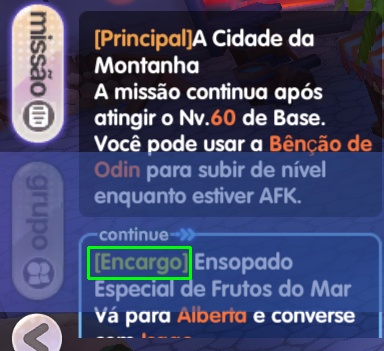 missão
[Principal]A Cidade da
Montanha
A missão continua após
atingir o Nv.60 de Base.
Você pode usar a Bênção de
Odin para subir de nível
enquanto estiver AFK.
grupo
continue
[Encargo] Ensopado
Especial de Frutos do Mar
Vá para Alberta e converse
com